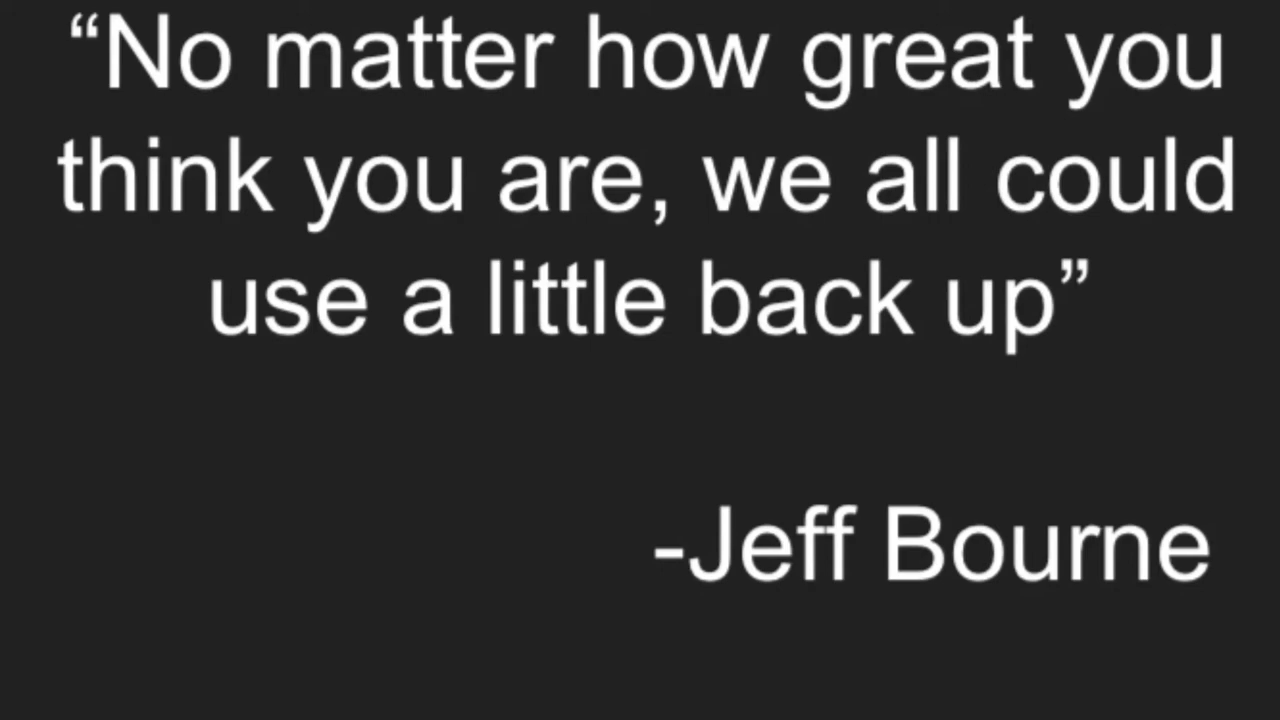 “No matter how great you
think you are, we all could
use a little back up”
-Jeff Bourne